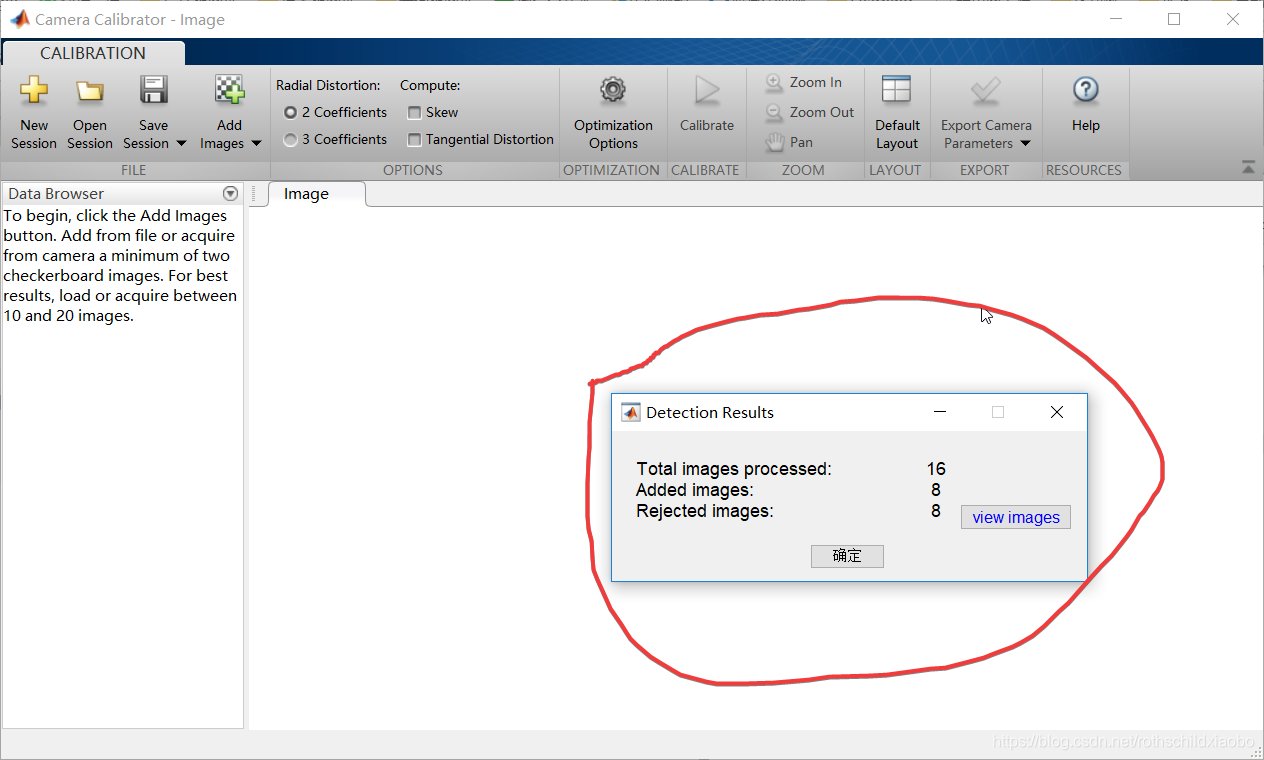 Camera Calibrator - Image
CALIBRATION
New Session
Open Session
Save Session
Add Images
Radial Distortion:
2 Coefficients
3 Coefficients
Compute:
Skew
Tangential Distortion
Optimization Options
Calibrate
Zoom In
Zoom Out
Pan
Default Layout
Export Camera Parameters
Help
FILE
OPTIONS
OPTIMIZATION
CALIBRATE
ZOOM
LAYOUT
EXPORT
RESOURCES
Data Browser
Image
To begin, click the Add Images
button. Add from file or acquire
from camera a minimum of two
checkerboard images. For best
results, load or acquire between
10 and 20 images.
Detection Results
Total images processed: 16
Added images: 8
Rejected images: 8 view images
确定
https://blog.csdn.net/rothschildxiaobo